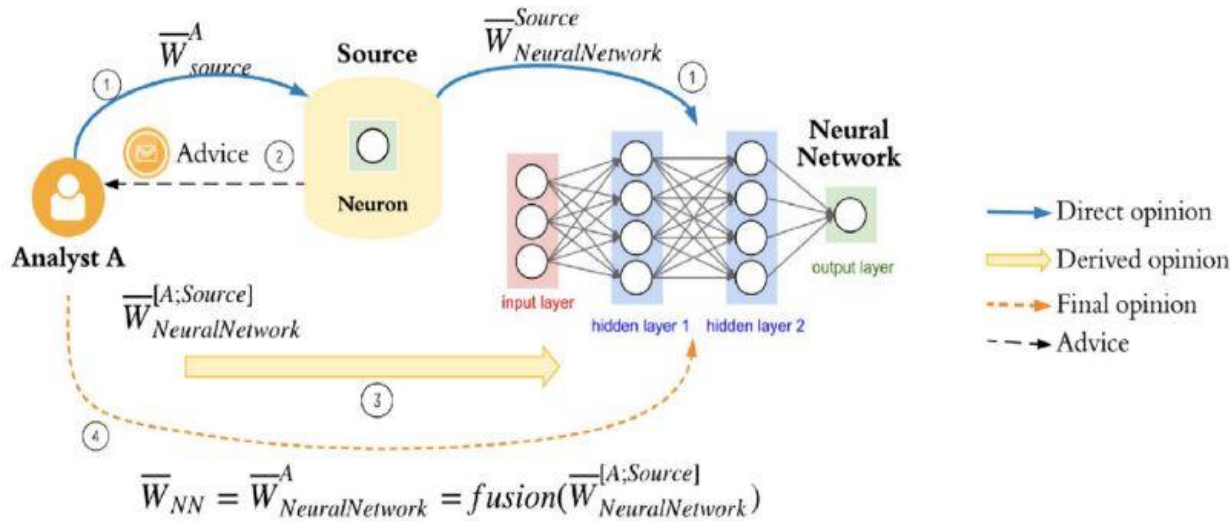 W̅^A_source
Source
W̅^Source_NeuralNetwork
1
1
Advice
2
Neuron
Analyst A
Neural
Network
input layer
hidden layer 1
hidden layer 2
output layer
Direct opinion
Derived opinion
Final opinion
Advice
W̅^[A;Source]_NeuralNetwork
3
4
W̅_NN = W̅^A_NeuralNetwork = fusion(W̅^[A;Source]_NeuralNetwork)